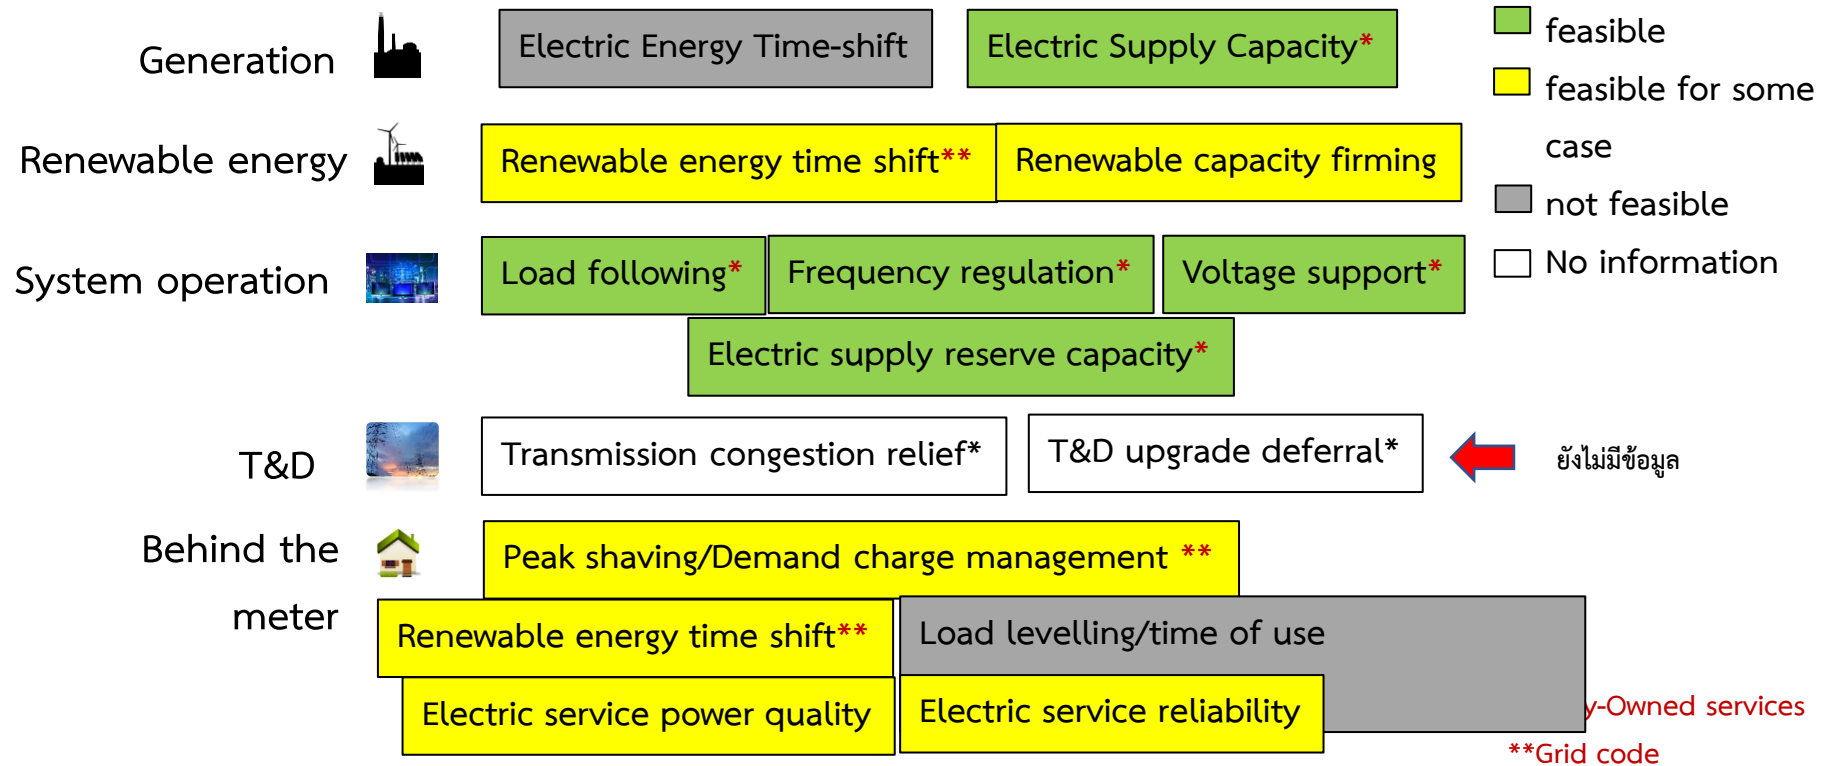 Generation
Electric Energy Time-shift
Electric Supply Capacity*
feasible
feasible for some
case
not feasible
No information
Renewable energy
Renewable energy time shift**
Renewable capacity firming
System operation
Load following*
Frequency regulation*
Voltage support*
Electric supply reserve capacity*
T&D
Transmission congestion relief*
T&D upgrade deferral*
ยังไม่มีข้อมูล
Behind the
meter
Peak shaving/Demand charge management **
Renewable energy time shift**
Load levelling/time of use
Electric service power quality
Electric service reliability
y-Owned services
**Grid code